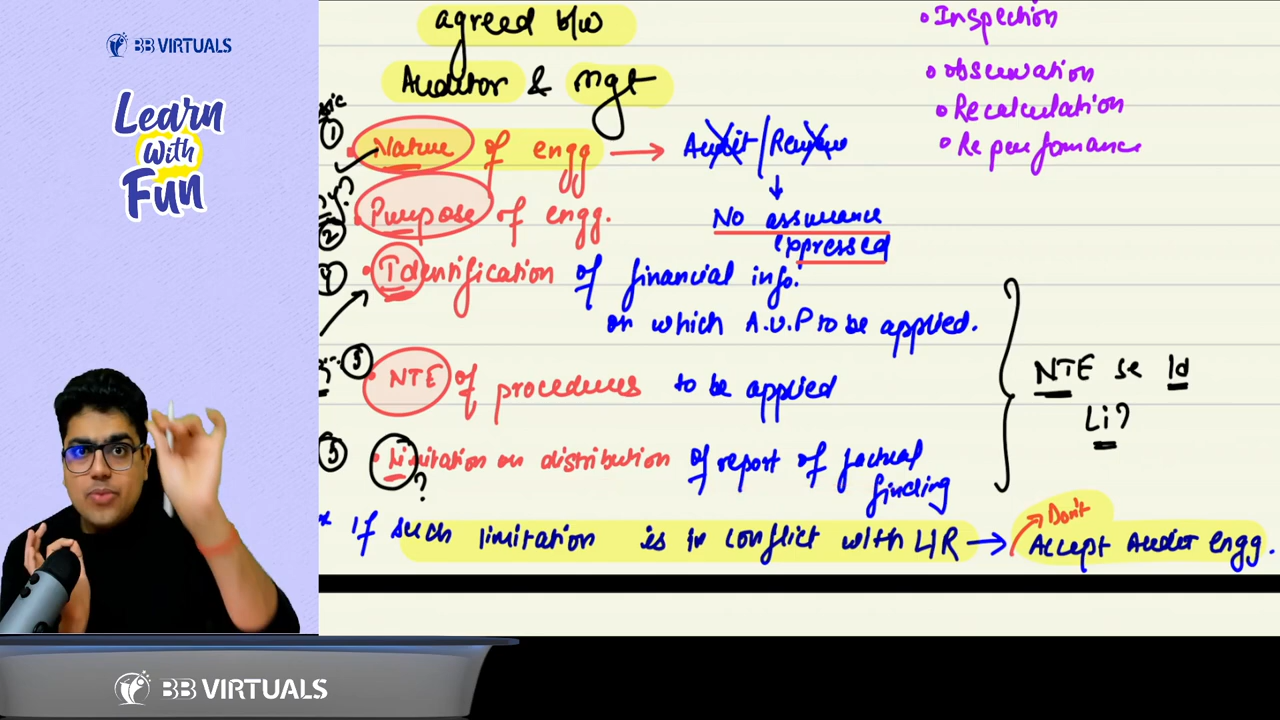 BB VIRTUALS
Learn
With
Fun
agreed b/w
Auditor & mgt
① Nature of engg → Audit/Review
No assurance
expressed
② Purpose of engg.
④ Identification of financial info.
on which A.U.P to be applied.
③ NTE of procedures to be applied
⑤ Limitation on distribution of report of factual
finding
?
* If such limitation is in conflict with LIR → Don't
Accept Auditor engg.
• Inspection
• Observation
• Recalculation
• Reperformance
NTE se Id
Li?
BB VIRTUALS